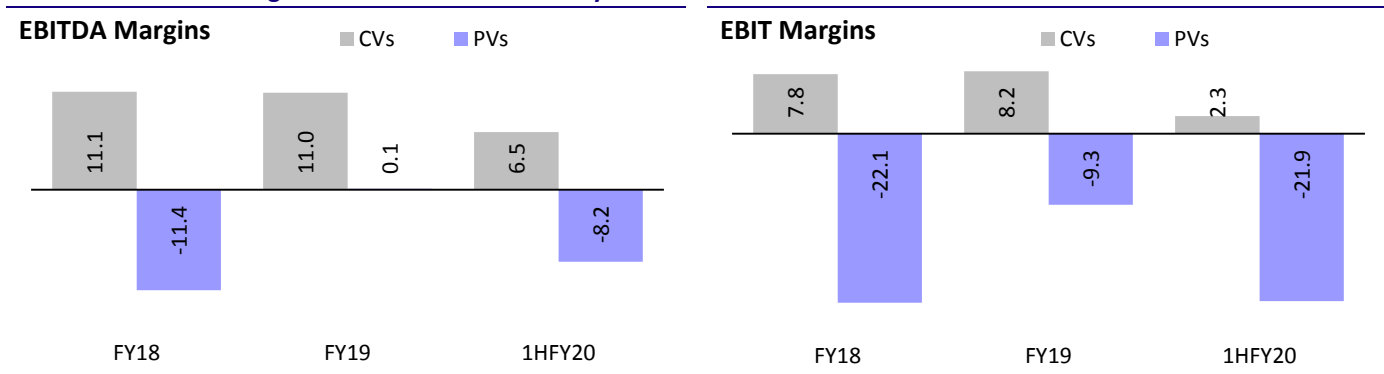 EBITDA Margins
CVs PVs
11.1
-11.4
11.0
0.1
6.5
-8.2
FY18 FY19 1HFY20
EBIT Margins
CVs PVs
7.8
-22.1
8.2
-9.3
2.3
-21.9
FY18 FY19 1HFY20